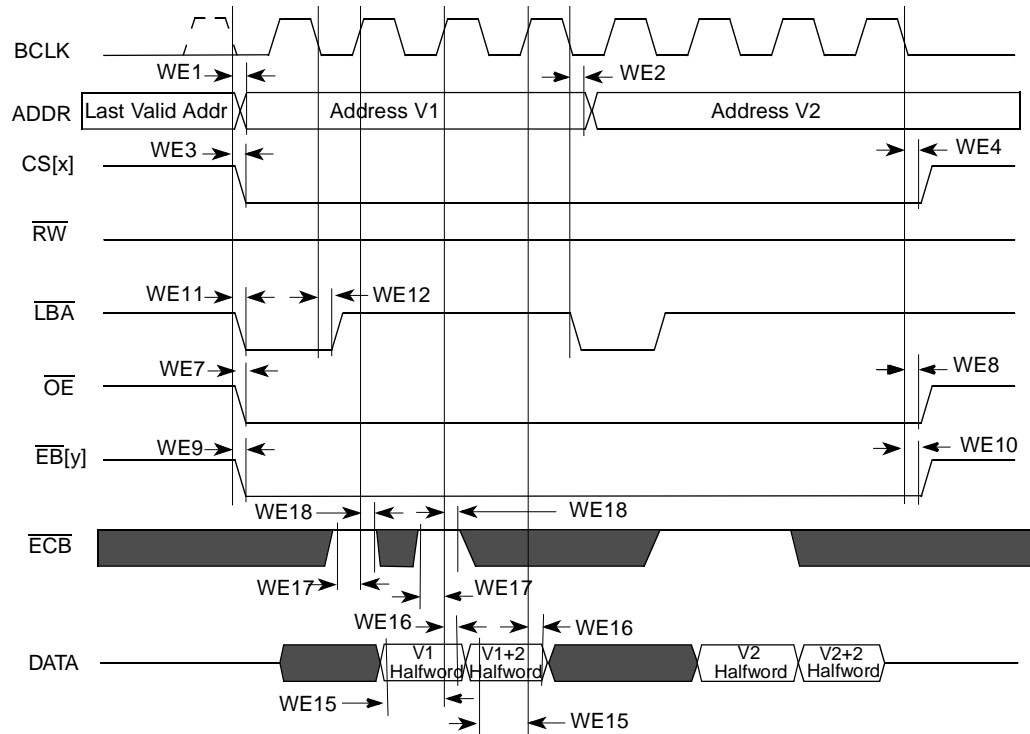 BCLK
WE1
WE2
ADDR
Last Valid Addr
Address V1
Address V2
WE3
WE4
CS[x]
RW
WE11
WE12
LBA
WE7
WE8
OE
WE9
WE10
EB[y]
WE18
WE18
ECB
WE17
WE17
WE16
WE16
DATA
V1
Halfword
V1+2
Halfword
V2
Halfword
V2+2
Halfword
WE15
WE15